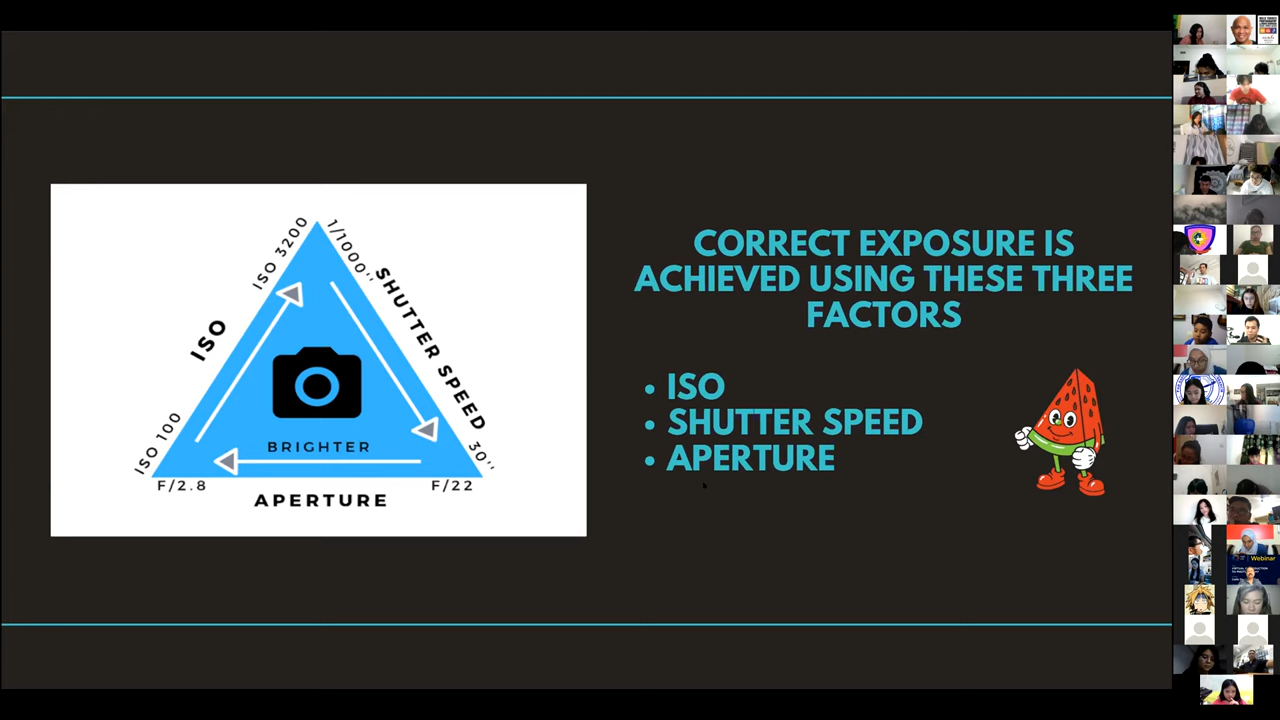 CORRECT EXPOSURE IS
ACHIEVED USING THESE THREE
FACTORS
• ISO
• SHUTTER SPEED
• APERTURE
ISO 3200
1/1000''
ISO
SHUTTER SPEED
ISO 100
30''
BRIGHTER
F/2.8
F/22
APERTURE
Webinar